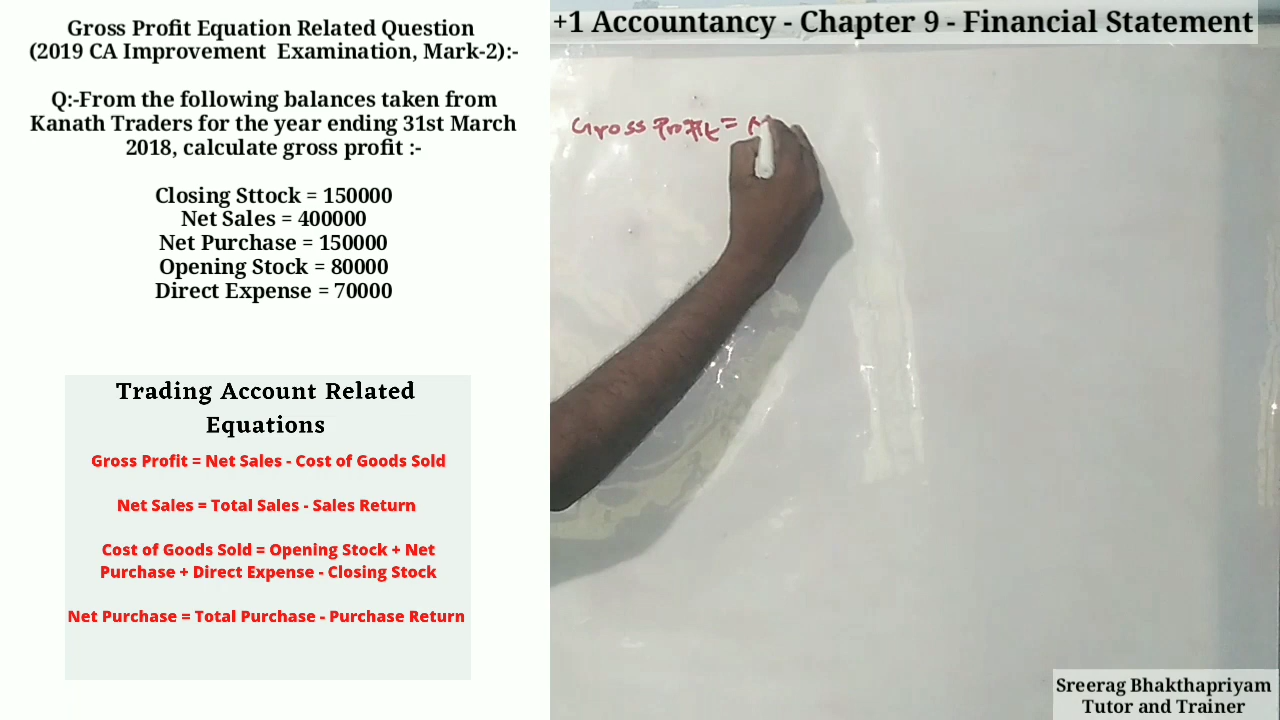 Gross Profit Equation Related Question
(2019 CA Improvement Examination, Mark-2):-
Q:-From the following balances taken from
Kanath Traders for the year ending 31st March
2018, calculate gross profit :-
Closing Sttock = 150000
Net Sales = 400000
Net Purchase = 150000
Opening Stock = 80000
Direct Expense = 70000
Trading Account Related
Equations
Gross Profit = Net Sales - Cost of Goods Sold
Net Sales = Total Sales - Sales Return
Cost of Goods Sold = Opening Stock + Net
Purchase + Direct Expense - Closing Stock
Net Purchase = Total Purchase - Purchase Return
+1 Accountancy - Chapter 9 - Financial Statement
Gross Profit =
Sreerag Bhakthapriyam
Tutor and Trainer